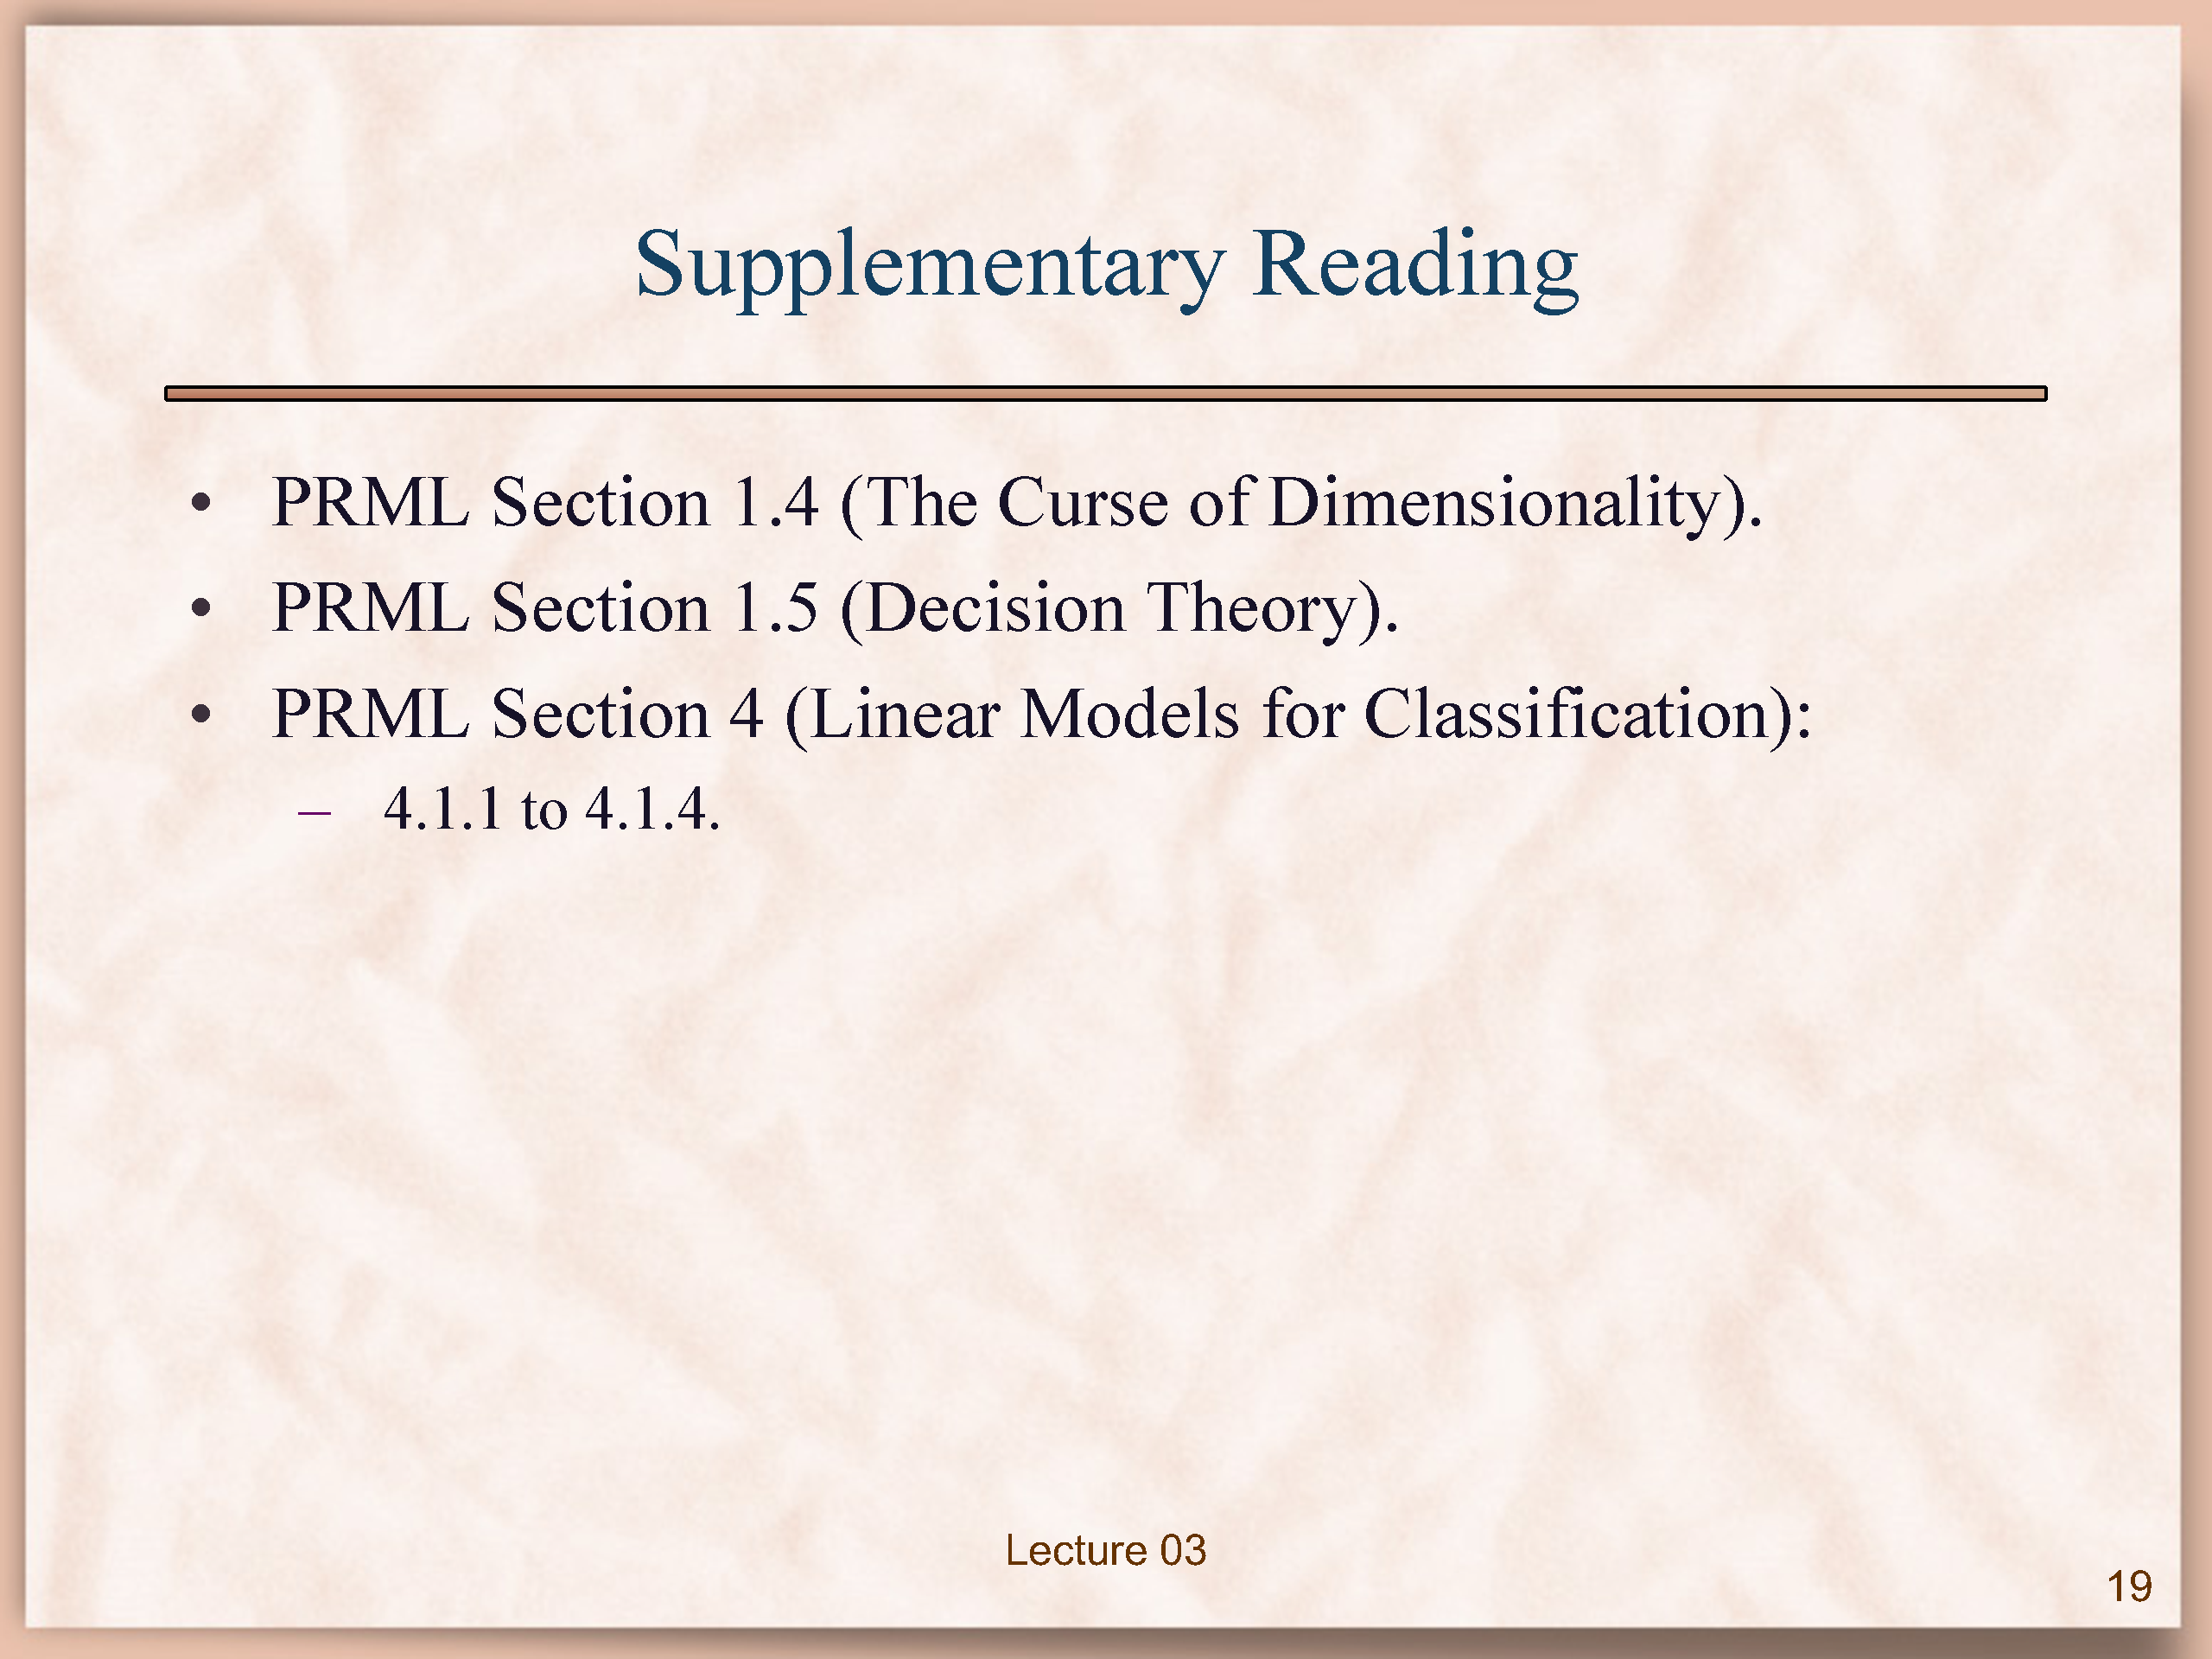 Supplementary Reading
• PRML Section 1.4 (The Curse of Dimensionality).
• PRML Section 1.5 (Decision Theory).
• PRML Section 4 (Linear Models for Classification):
– 4.1.1 to 4.1.4.
Lecture 03
19